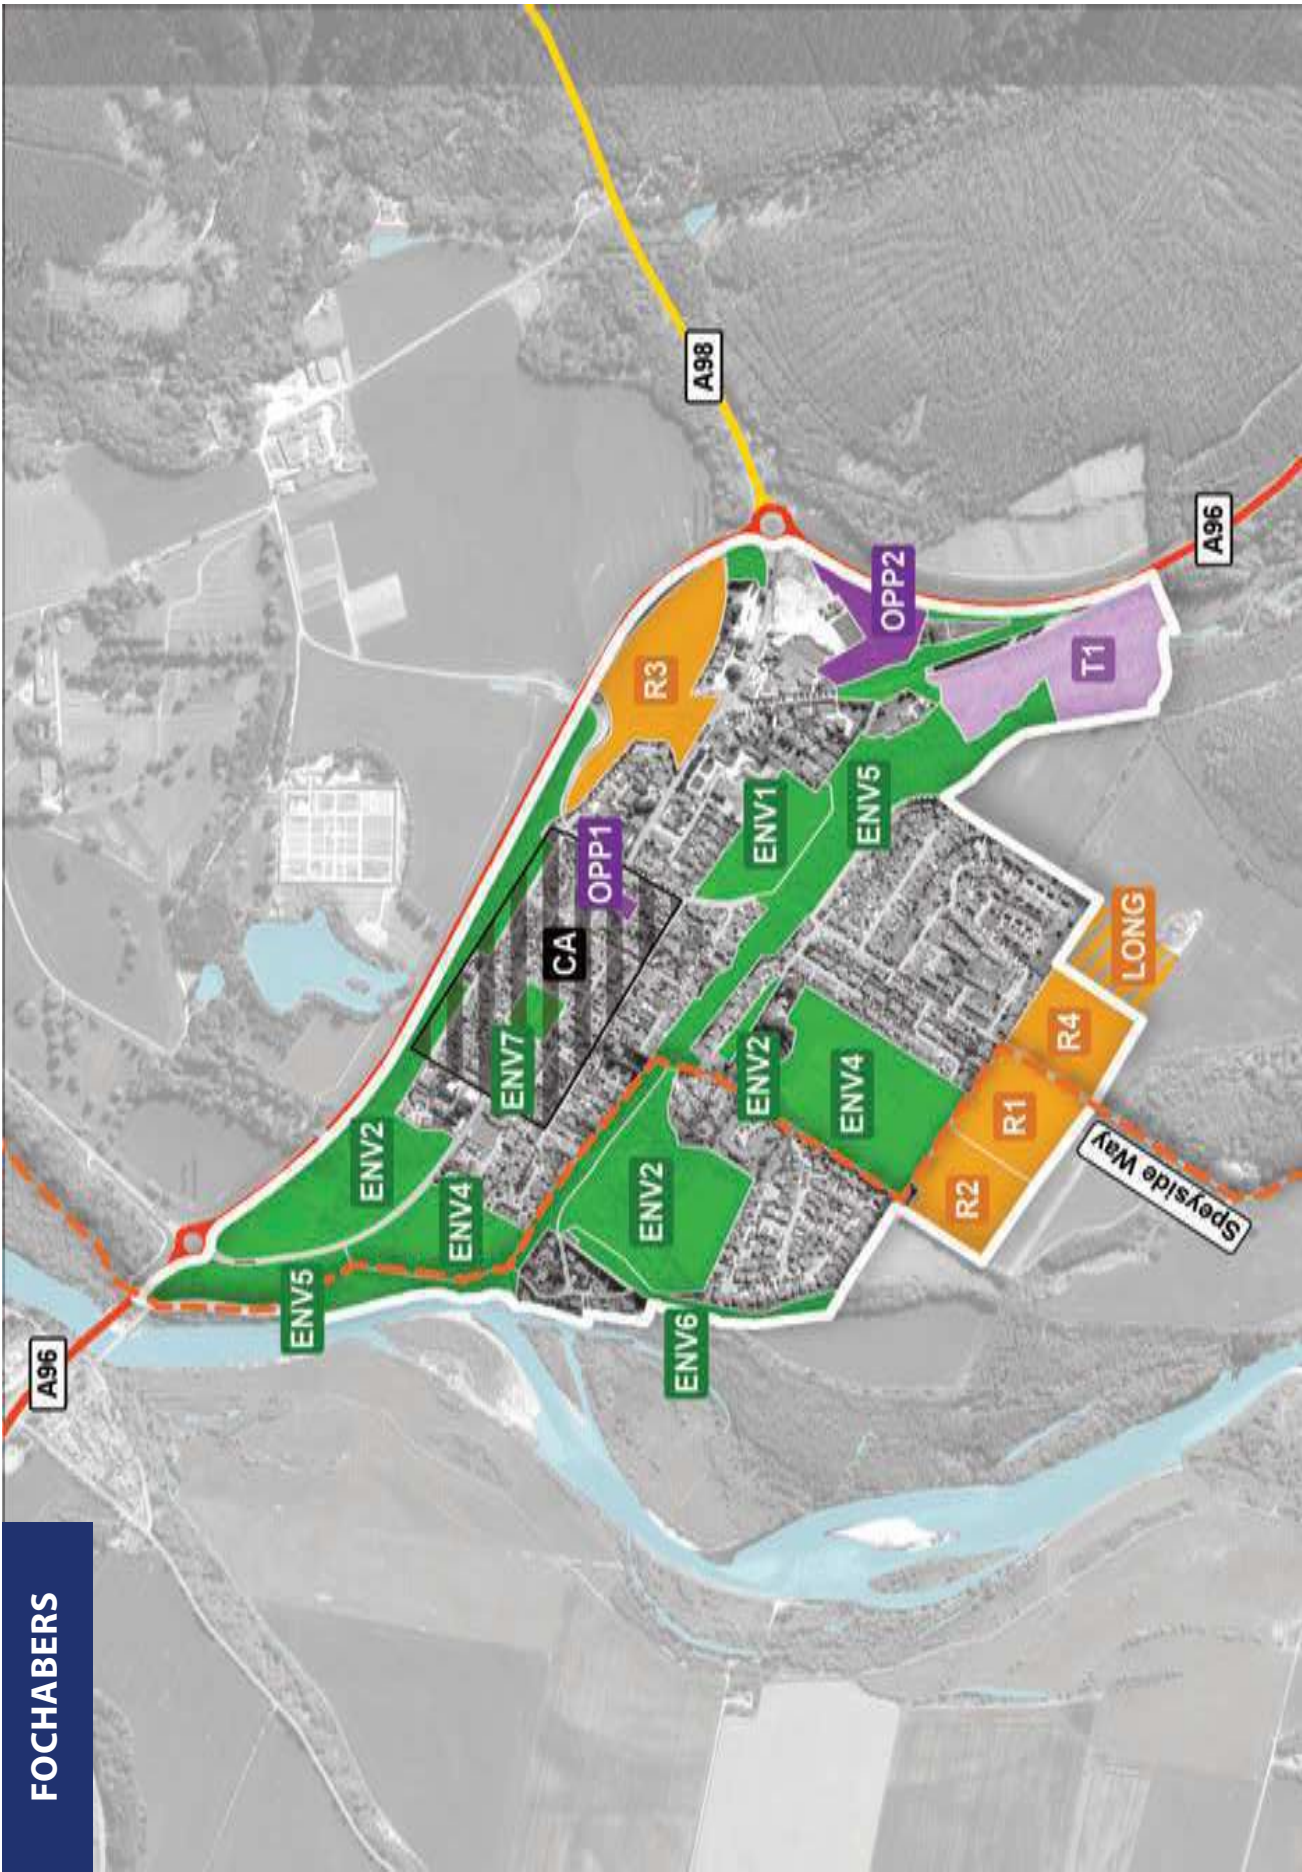 FOCHABERS
A96
ENV5
ENV2
ENV4
ENV7
CA
OPP1
R3
A98
ENV2
ENV6
ENV2
ENV4
ENV1
ENV5
OPP2
T1
A96
R2
R1
R4
LONG
Speyside Way